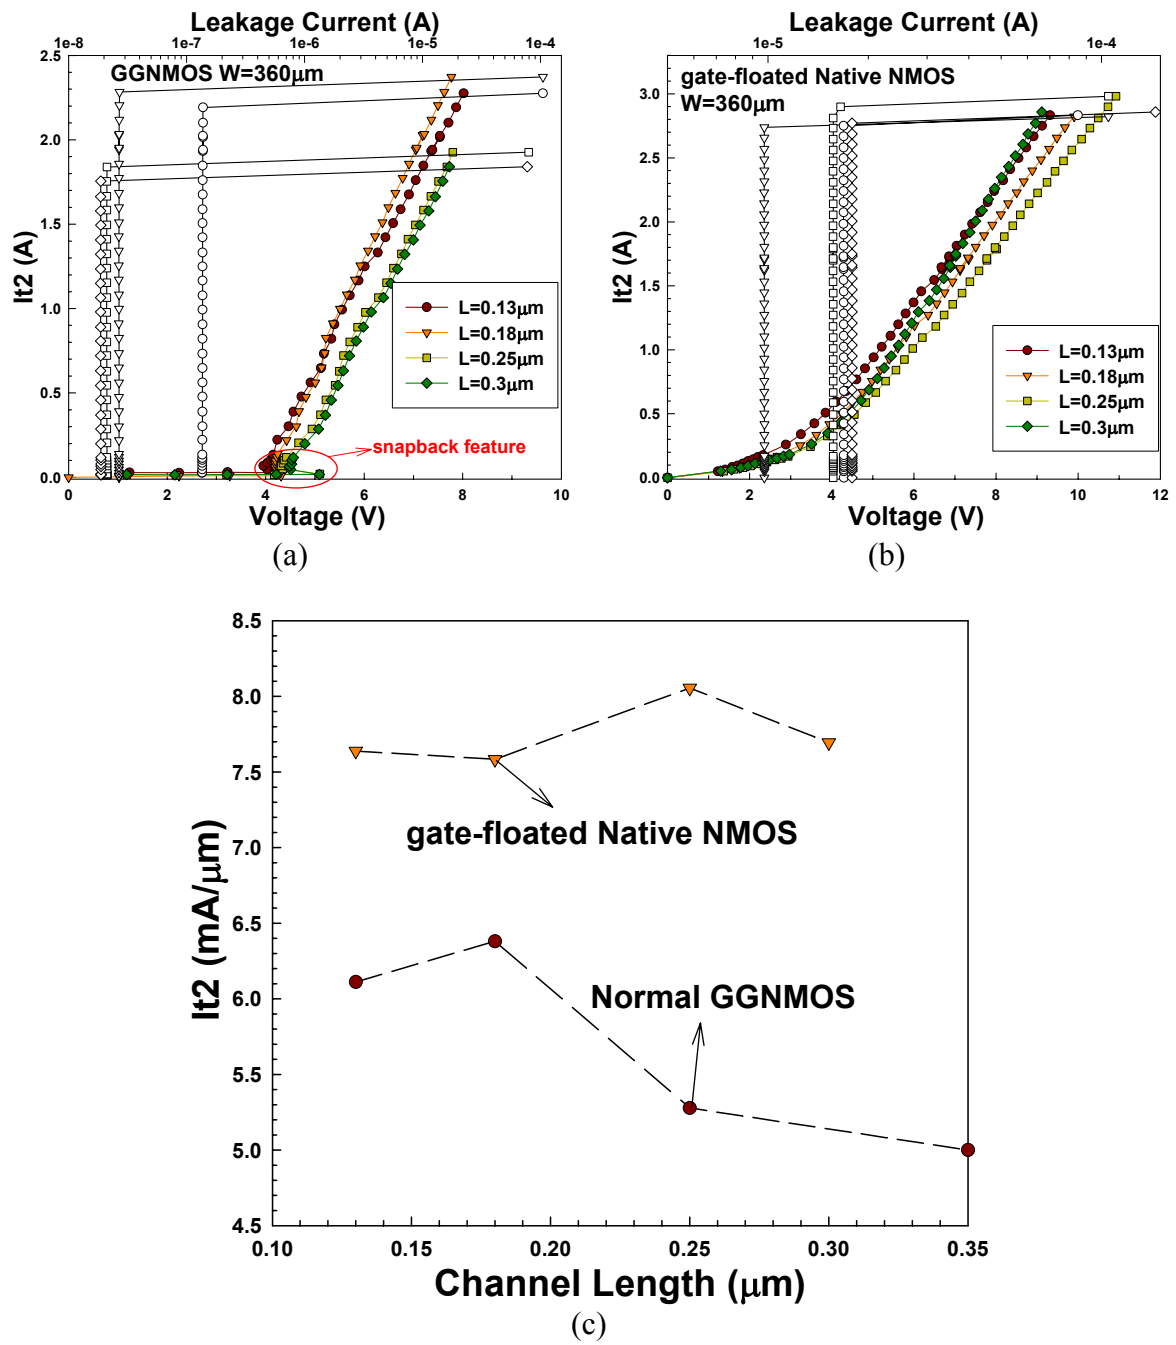 Leakage Current (A)
1e-8 1e-7 1e-6 1e-5 1e-4
2.5
2.0
1.5
1.0
0.5
0.0
It2 (A)
GGNMOS W=360μm
L=0.13μm
L=0.18μm
L=0.25μm
L=0.3μm
snapback feature
0 2 4 6 8 10
Voltage (V)
(a)
Leakage Current (A)
1e-5 1e-4
3.0
2.5
2.0
1.5
1.0
0.5
0.0
It2 (A)
gate-floated Native NMOS
W=360μm
L=0.13μm
L=0.18μm
L=0.25μm
L=0.3μm
0 2 4 6 8 10 12
Voltage (V)
(b)
8.5
8.0
7.5
7.0
6.5
6.0
5.5
5.0
4.5
It2 (mA/μm)
gate-floated Native NMOS
Normal GGNMOS
0.10 0.15 0.20 0.25 0.30 0.35
Channel Length (μm)
(c)